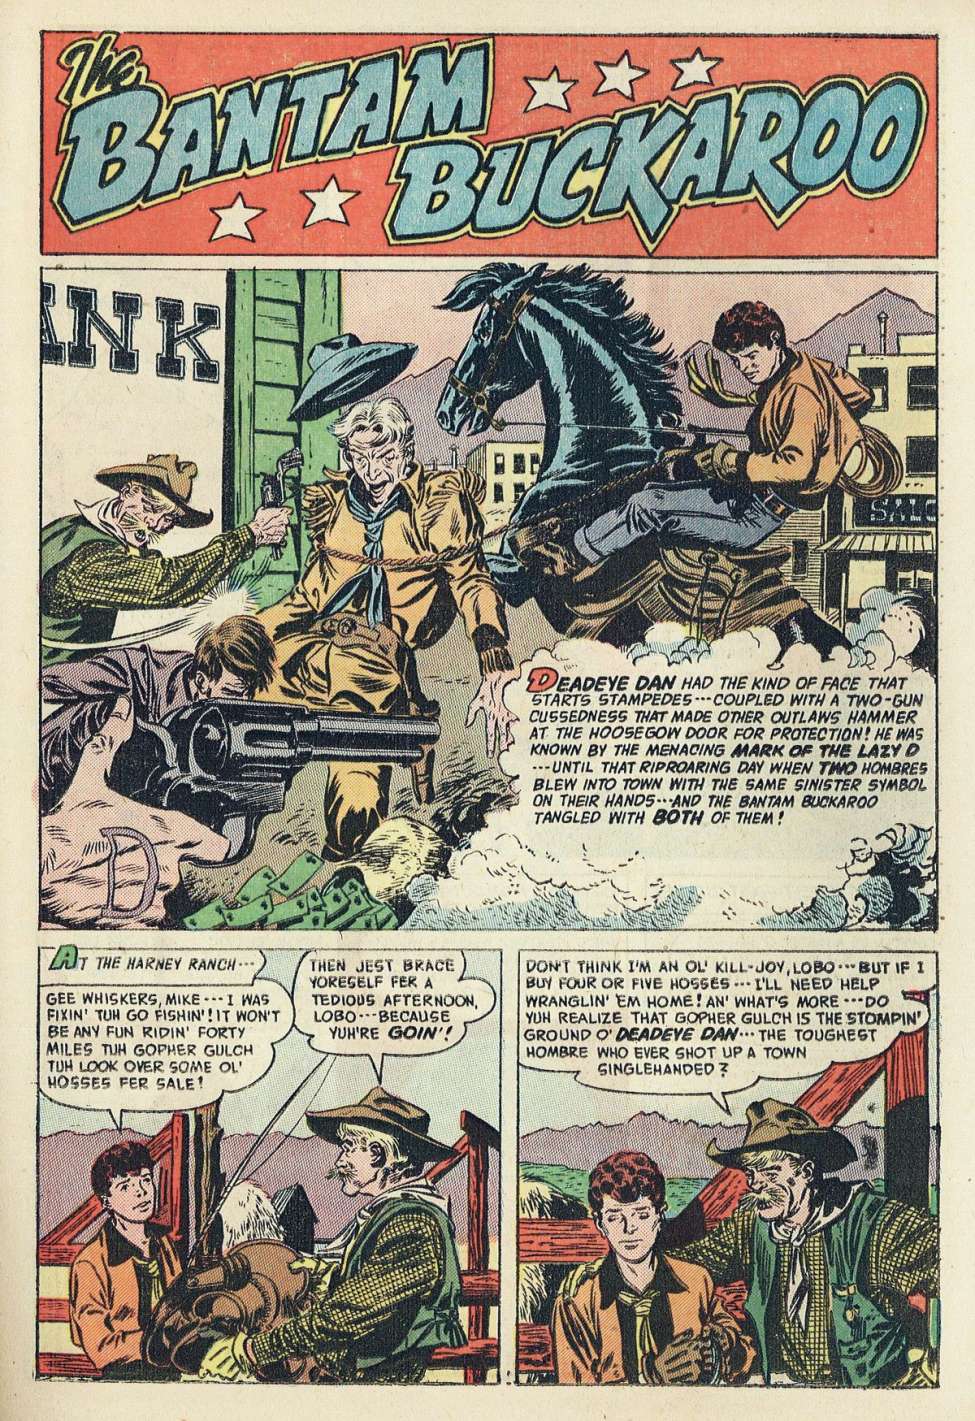 The
BANTAM
BUCKAROO
ANK
SALO
DEADEYE DAN HAD THE KIND OF FACE THAT
STARTS STAMPEDES---COUPLED WITH A TWO-GUN
CUSSEDNESS THAT MADE OTHER OUTLAWS HAMMER
AT THE HOOSEGOW DOOR FOR PROTECTION! HE WAS
KNOWN BY THE MENACING MARK OF THE LAZY D
---UNTIL THAT RIPROARING DAY WHEN TWO HOMBRES
BLEW INTO TOWN WITH THE SAME SINISTER SYMBOL
ON THEIR HANDS---AND THE BANTAM BUCKAROO
TANGLED WITH BOTH OF THEM!
D
AT THE HARNEY RANCH---
GEE WHISKERS, MIKE---I WAS
FIXIN' TUH GO FISHIN'! IT WON'T
BE ANY FUN RIDIN' FORTY
MILES TUH GOPHER GULCH
TUH LOOK OVER SOME OL'
HOSSES FER SALE!
THEN JEST BRACE
YORESELF FER A
TEDIOUS AFTERNOON,
LOBO---BECAUSE
YUH'RE GOIN'!
DON'T THINK I'M AN OL' KILL-JOY, LOBO---BUT IF I
BUY FOUR OR FIVE HOSSES---I'LL NEED HELP
WRANGLIN' 'EM HOME! AN' WHAT'S MORE---DO
YUH REALIZE THAT GOPHER GULCH IS THE STOMPIN'
GROUND O' DEADEYE DAN---THE TOUGHEST
HOMBRE WHO EVER SHOT UP A TOWN
SINGLEHANDED?